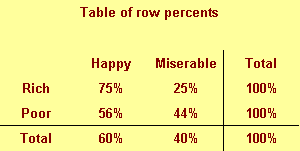 Table of row percents
Happy Miserable Total
Rich 75% 25% 100%
Poor 56% 44% 100%
Total 60% 40% 100%